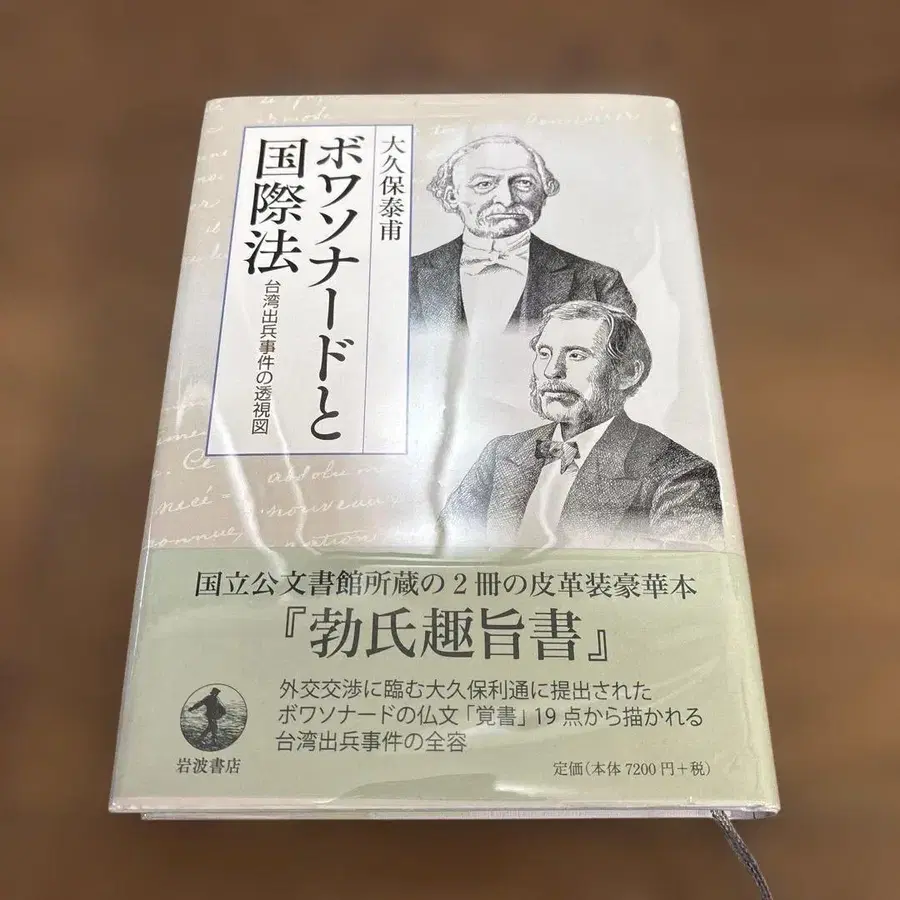 大久保泰甫
ボワソナードと
国際法
台湾出兵事件の透視図
国立公文書館所蔵の2冊の皮革装豪華本
『勃氏趣旨書』
外交交渉に臨む大久保利通に提出された
ボワソナードの仏文「覚書」19点から描かれる
台湾出兵事件の全容
岩波書店
定価(本体7200円+税)